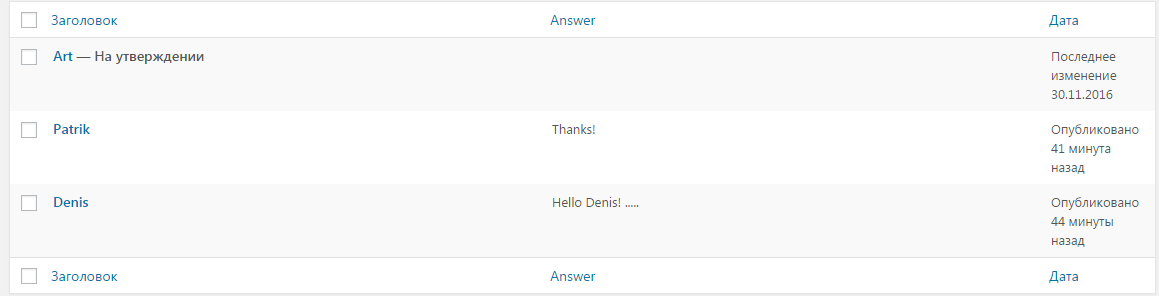 Заголовок Answer Дата
Art — На утверждении Последнее
изменение
30.11.2016
Patrik Thanks! Опубликовано
41 минута
назад
Denis Hello Denis! ..... Опубликовано
44 минуты
назад
Заголовок Answer Дата